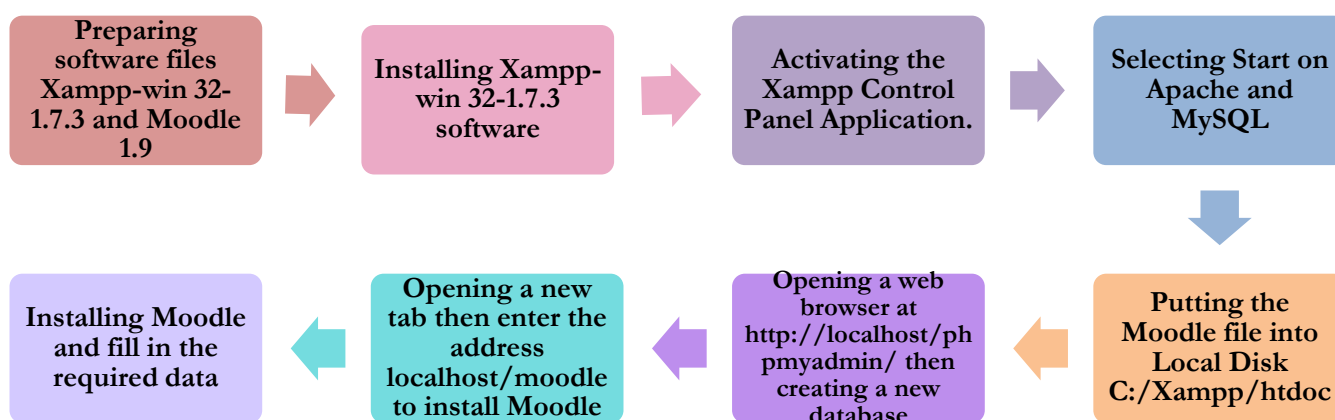 Preparing
software files
Xampp-win 32-
1.7.3 and Moodle
1.9
Installing Xampp-
win 32-1.7.3
software
Activating the
Xampp Control
Panel Application.
Selecting Start on
Apache and
MySQL
Putting the
Moodle file into
Local Disk
C:/Xampp/htdoc
Opening a web
browser at
http://localhost/ph
pmyadmin/ then
creating a new
database
Opening a new
tab then enter the
address
localhost/moodle
to install Moodle
Installing Moodle
and fill in the
required data